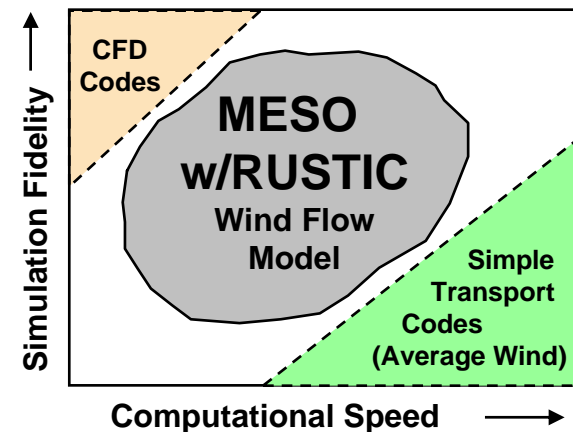 Simulation Fidelity
CFD
Codes
MESO
w/RUSTIC
Wind Flow
Model
Simple
Transport
Codes
(Average Wind)
Computational Speed